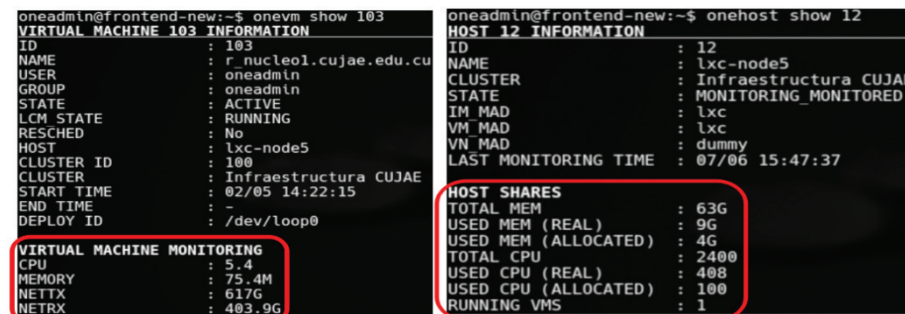 oneadmin@frontend-new:~$ onevm show 103
VIRTUAL MACHINE 103 INFORMATION
ID : 103
NAME : r_nucleo1.cujae.edu.cu
USER : oneadmin
GROUP : oneadmin
STATE : ACTIVE
LCM_STATE : RUNNING
RESCHED : No
HOST : lxc-node5
CLUSTER ID : 100
CLUSTER : Infraestructura CUJAE
START TIME : 02/05 14:22:15
END TIME : -
DEPLOY ID : /dev/loop0
VIRTUAL MACHINE MONITORING
CPU : 5.4
MEMORY : 75.4M
NETTX : 617G
NETRX : 403.9G
oneadmin@frontend-new:~$ onehost show 12
HOST 12 INFORMATION
ID : 12
NAME : lxc-node5
CLUSTER : Infraestructura CUJAE
STATE : MONITORING_MONITORED
IM_MAD : lxc
VM_MAD : lxc
VN_MAD : dummy
LAST MONITORING TIME : 07/06 15:47:37
HOST SHARES
TOTAL MEM : 63G
USED MEM (REAL) : 9G
USED MEM (ALLOCATED) : 4G
TOTAL CPU : 2400
USED CPU (REAL) : 408
USED CPU (ALLOCATED) : 100
RUNNING VMS : 1